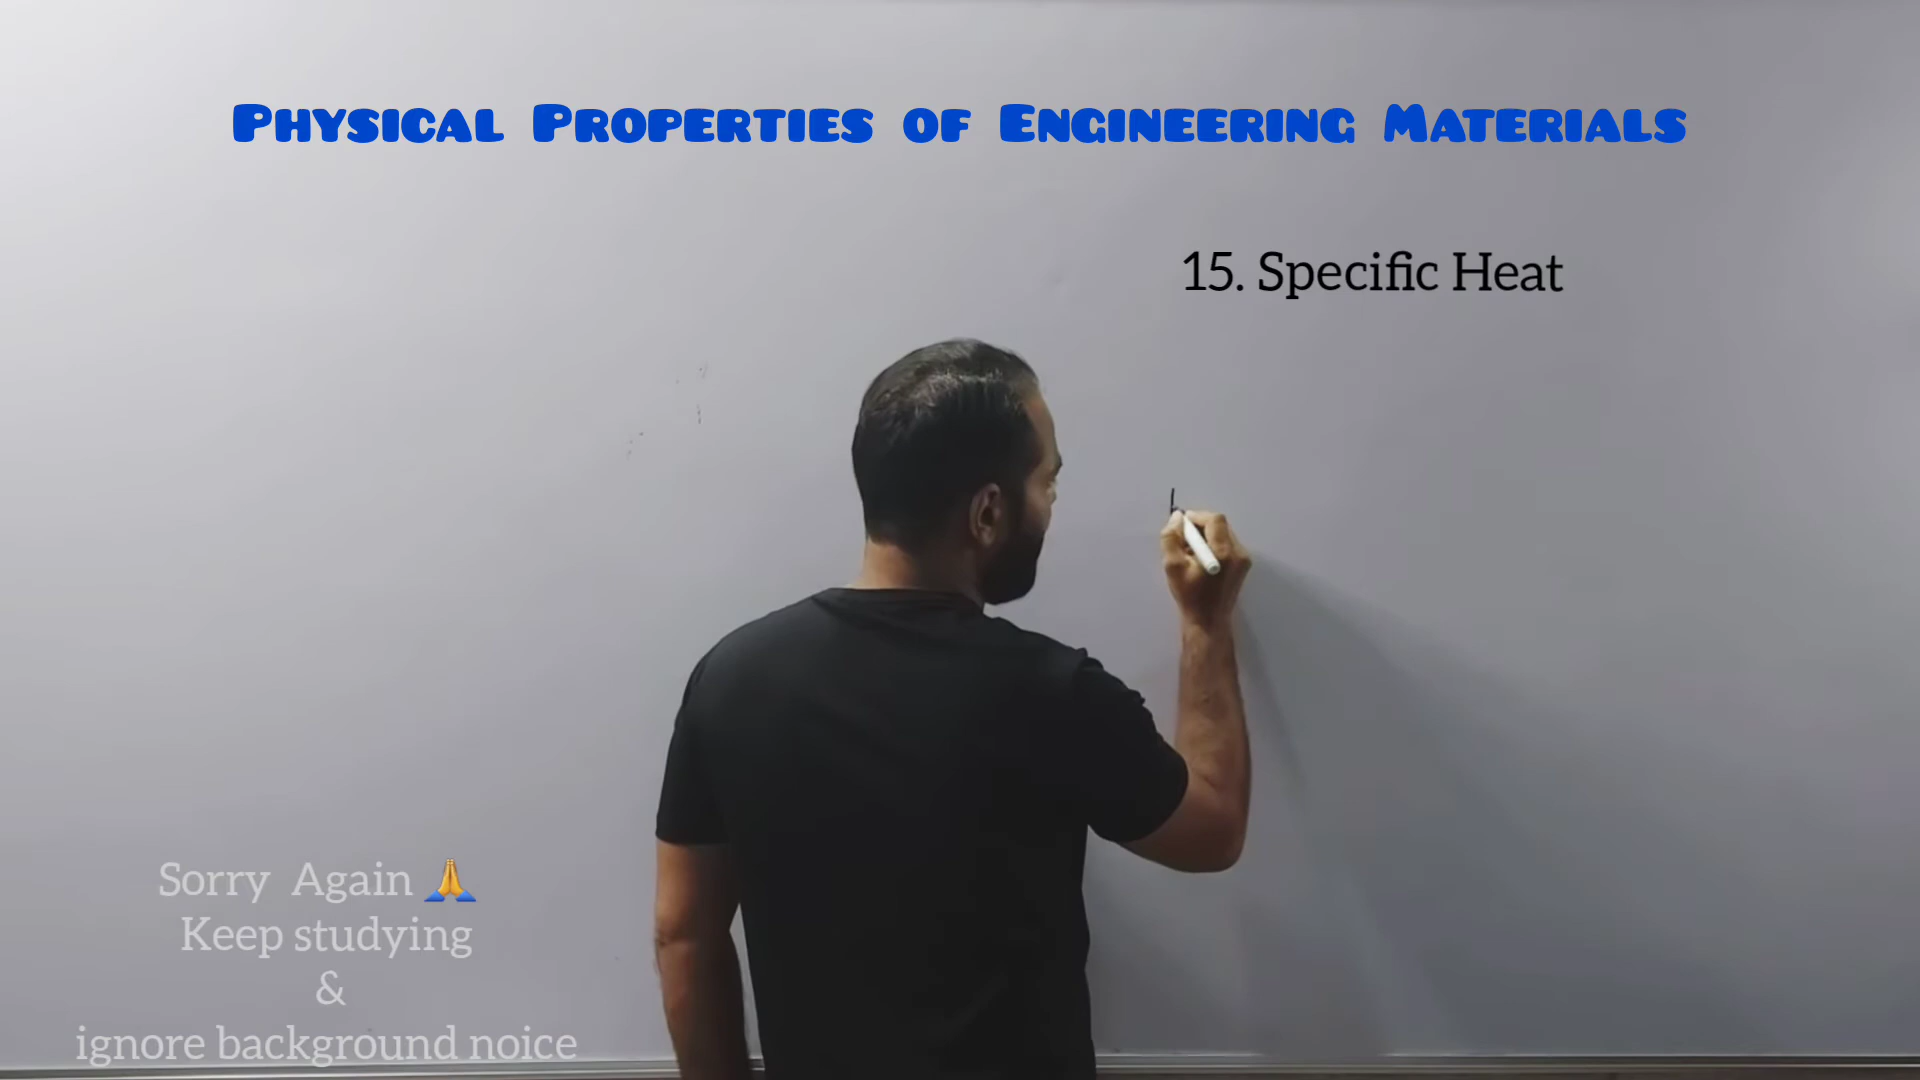 Physical Properties of Engineering Materials
15. Specific Heat
Sorry Again 🙏
Keep studying
&
ignore background noice